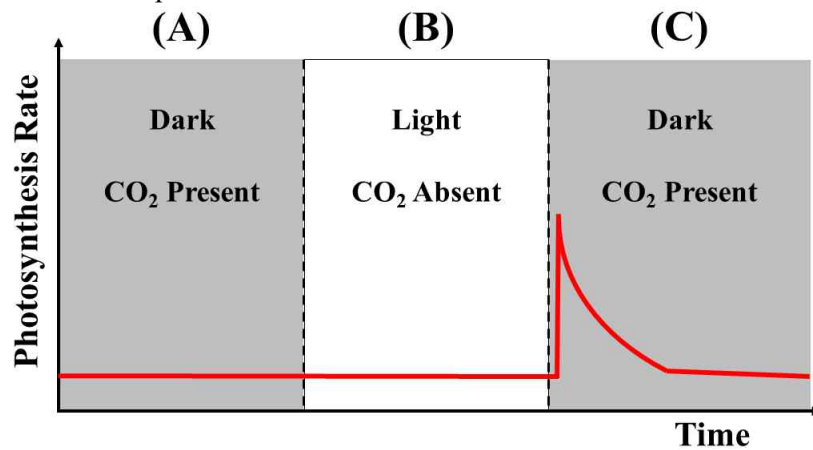 (A) (B) (C)
Dark Light Dark
CO₂ Present CO₂ Absent CO₂ Present
Photosynthesis Rate
Time